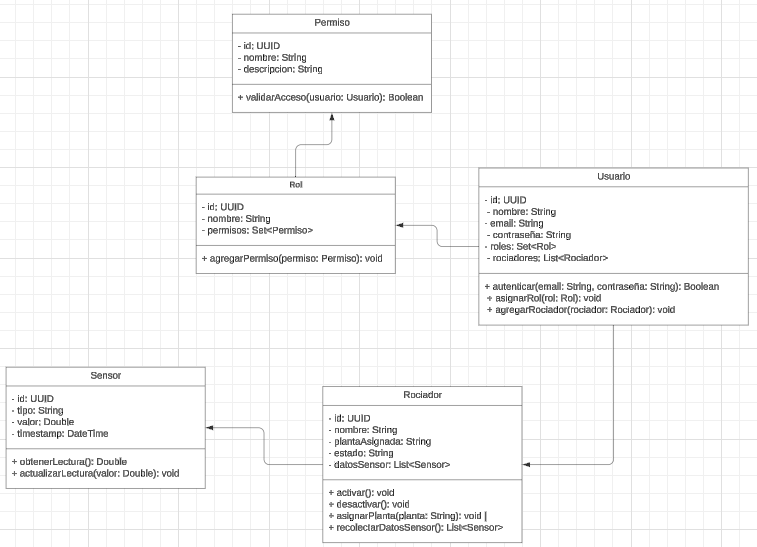 Permiso
- id: UUID
- nombre: String
- descripcion: String
+ validarAcceso(usuario: Usuario): Boolean
Rol
- id: UUID
- nombre: String
- permisos: Set<Permiso>
+ agregarPermiso(permiso: Permiso): void
Usuario
- id: UUID
- nombre: String
- email: String
- contraseña: String
- roles: Set<Rol>
- rociadores: List<Rociador>
+ autenticar(email: String, contraseña: String): Boolean
+ asignarRol(rol: Rol): void
+ agregarRociador(rociador: Rociador): void
Sensor
- id: UUID
- tipo: String
- valor: Double
- timestamp: DateTime
+ obtenerLectura(): Double
+ actualizarLectura(valor: Double): void
Rociador
- id: UUID
- nombre: String
- plantaAsignada: String
- estado: String
- datosSensor: List<Sensor>
+ activar(): void
+ desactivar(): void
+ asignarPlanta(planta: String): void |
+ recolectarDatosSensor(): List<Sensor>